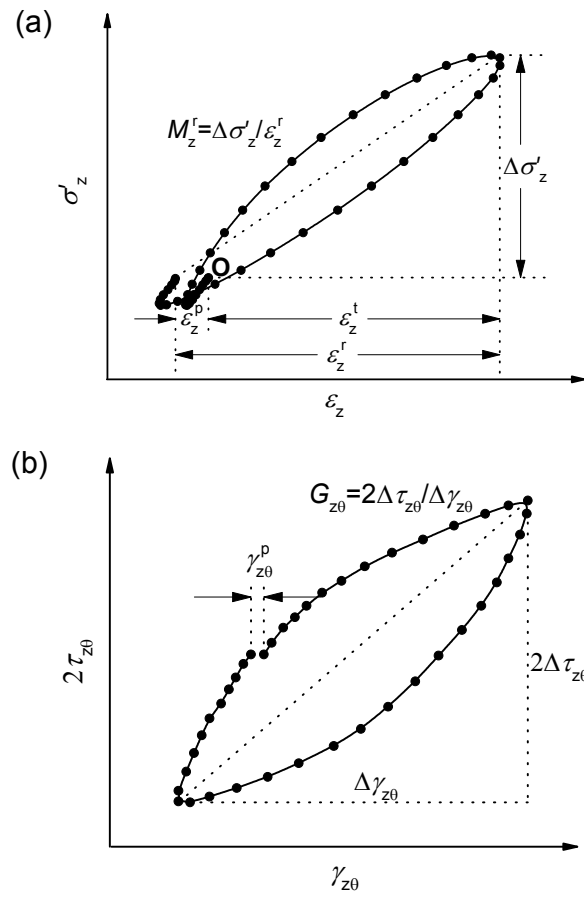 (a)
M_z^r=Δσ'_z/ε_z^r
Δσ'_z
σ'_z
O
ε_z^p
ε_z^t
ε_z^r
ε_z
(b)
G_zθ=2Δτ_zθ/Δγ_zθ
γ_zθ^p
2τ_zθ
2Δτ_zθ
Δγ_zθ
γ_zθ